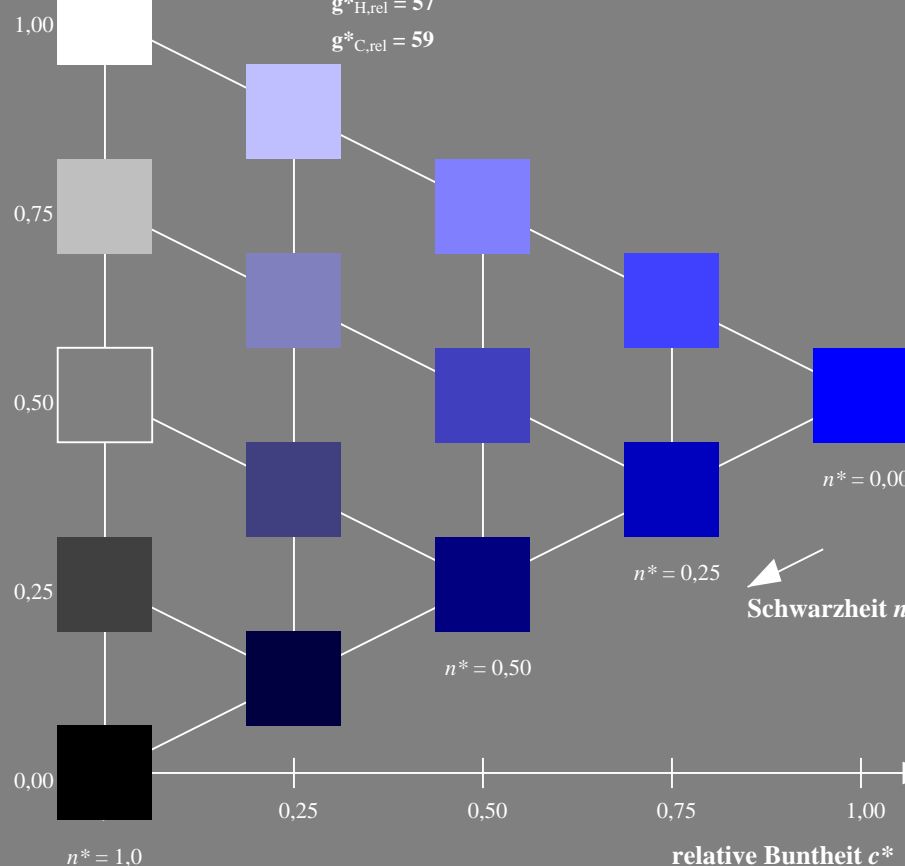 g*H,rel = 57
1,00
g*C,rel = 59
0,75
0,50
n* = 0,00
0,25
n* = 0,25
Schwarzheit n
n* = 0,50
0,00
0,25 0,50 0,75 1,00
n* = 1,0
relative Buntheit c*